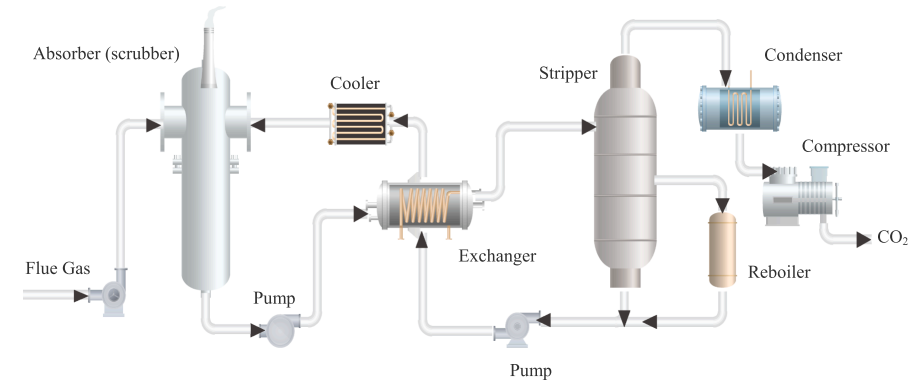 Absorber (scrubber)
Cooler
Stripper
Condenser
Compressor
CO₂
Flue Gas
Pump
Exchanger
Reboiler
Pump